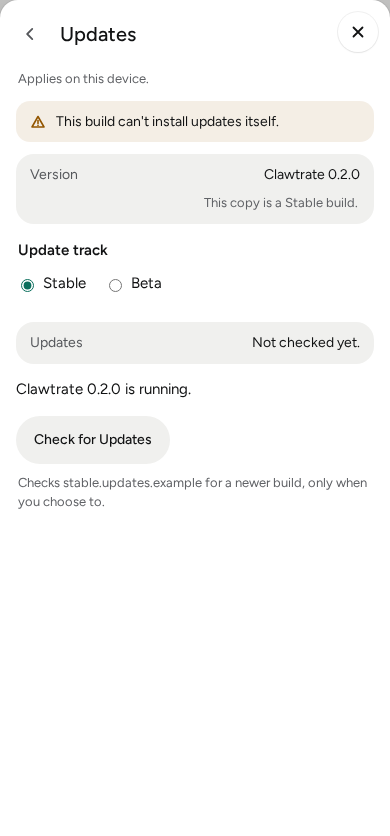 Updates
Applies on this device.
This build can't install updates itself.
Version
Clawtrate 0.2.0
This copy is a Stable build.
Update track
Stable
Beta
Updates
Not checked yet.
Clawtrate 0.2.0 is running.
Check for Updates
Checks stable.updates.example for a newer build, only when
you choose to.